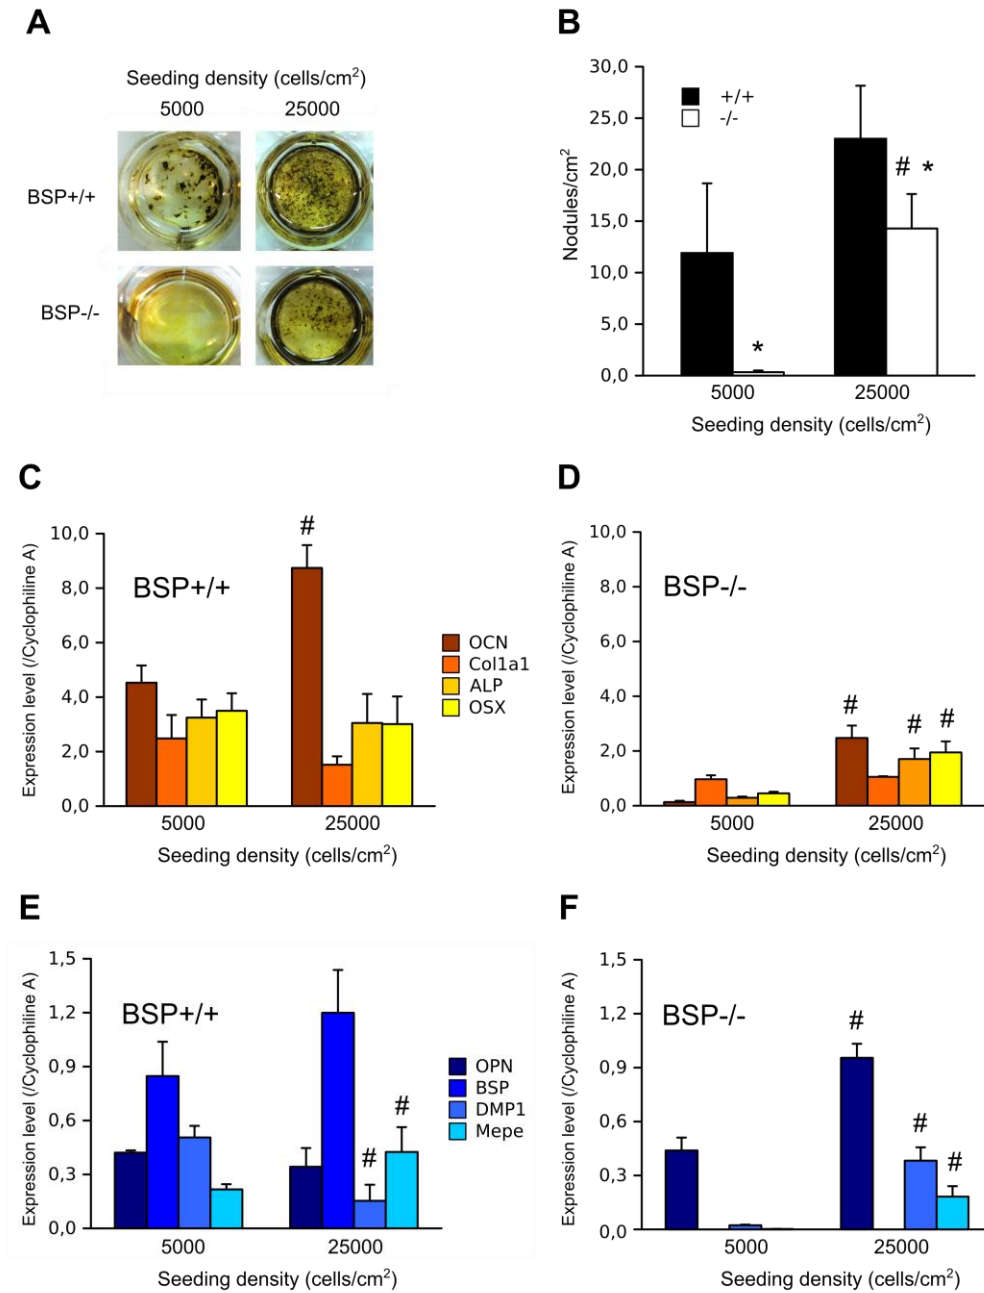 A
Seeding density (cells/cm²)
5000 25000
BSP+/+
BSP-/-
B
30,0
25,0
20,0
15,0
10,0
5,0
0,0
Nodules/cm²
+/+
-/-
*
# *
5000 25000
Seeding density (cells/cm²)
C
10,0
8,0
6,0
4,0
2,0
0,0
Expression level (/Cyclophiline A)
BSP+/+
#
OCN
Col1a1
ALP
OSX
5000 25000
Seeding density (cells/cm²)
D
10,0
8,0
6,0
4,0
2,0
0,0
Expression level (/Cyclophiline A)
BSP-/-
# # #
5000 25000
Seeding density (cells/cm²)
E
1,5
1,2
0,9
0,6
0,3
0,0
Expression level (/Cyclophiline A)
BSP+/+
# #
OPN
BSP
DMP1
Mepe
5000 25000
Seeding density (cells/cm²)
F
1,5
1,2
0,9
0,6
0,3
0,0
Expression level (/Cyclophiline A)
BSP-/-
# # #
5000 25000
Seeding density (cells/cm²)